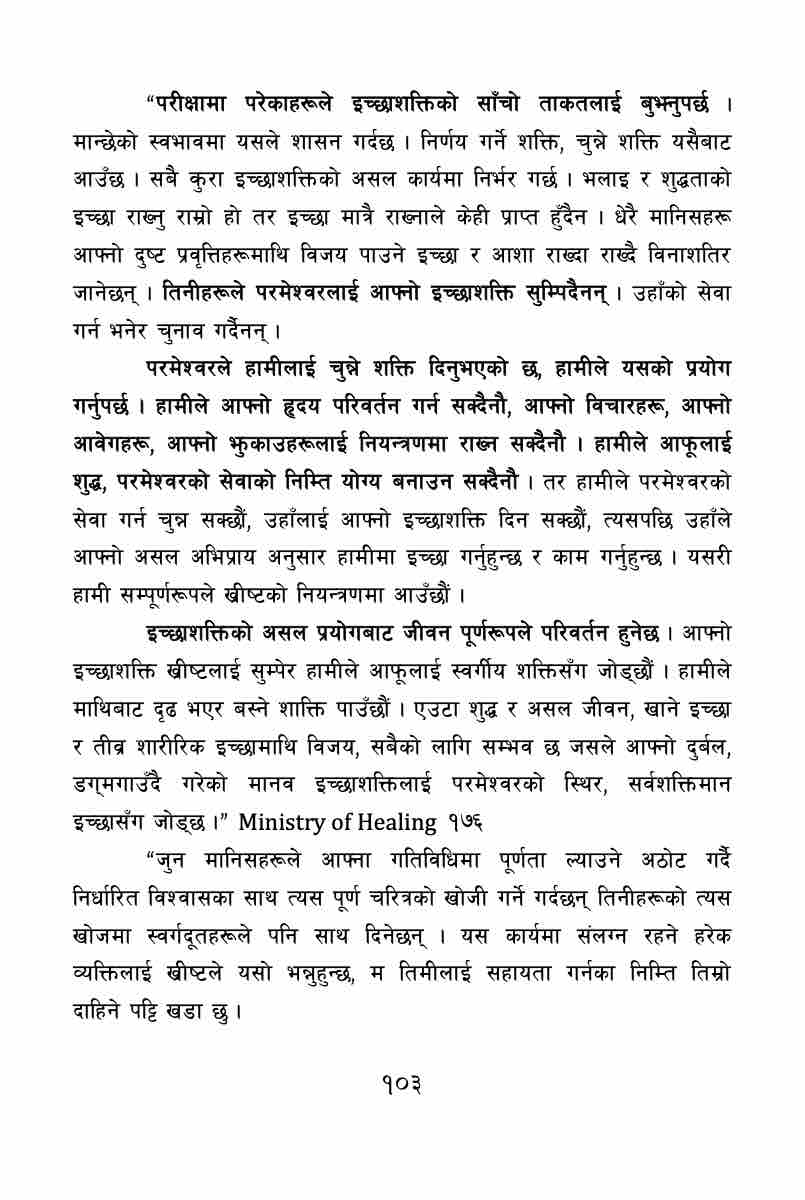 “परीक्षामा परेकाहरूले इच्छाशक्तिको साँचो ताकतलाई बुझ्नुपर्छ ।
मान्छेको स्वभावमा यसले शासन गर्दछ । निर्णय गर्ने शक्ति, चुन्ने शक्ति यसैबाट
आउँछ । सबै कुरा इच्छाशक्तिको असल कार्यमा निर्भर गर्छ । भलाइ र शुद्धताको
इच्छा राख्नु राम्रो हो तर इच्छा मात्रै राख्नाले केही प्राप्त हुँदैन । धेरै मानिसहरू
आफ्नो दुष्ट प्रवृत्तिहरूमाथि विजय पाउने इच्छा र आशा राख्दा राख्दै विनाशतिर
जानेछन् । तिनीहरूले परमेश्वरलाई आफ्नो इच्छाशक्ति सुम्पिदैनन् । उहाँको सेवा
गर्न भनेर चुनाव गर्दैनन् ।
परमेश्वरले हामीलाई चुन्ने शक्ति दिनुभएको छ, हामीले यसको प्रयोग
गर्नुपर्छ । हामीले आफ्नो हृदय परिवर्तन गर्न सक्दैनौ, आफ्नो विचारहरू, आफ्नो
आवेगहरू, आफ्नो झुकाउहरूलाई नियन्त्रणमा राख्न सक्दैनौ । हामीले आफूलाई
शुद्ध, परमेश्वरको सेवाको निम्ति योग्य बनाउन सक्दैनौ । तर हामीले परमेश्वरको
सेवा गर्न चुन्न सक्छौं, उहाँलाई आफ्नो इच्छाशक्ति दिन सक्छौं, त्यसपछि उहाँले
आफ्नो असल अभिप्राय अनुसार हामीमा इच्छा गर्नुहुन्छ र काम गर्नुहुन्छ । यसरी
हामी सम्पूर्णरूपले ख्रीष्टको नियन्त्रणमा आउँछौं ।
इच्छाशक्तिको असल प्रयोगबाट जीवन पूर्णरूपले परिवर्तन हुनेछ । आफ्नो
इच्छाशक्ति ख्रीष्टलाई सुम्पेर हामीले आफूलाई स्वर्गीय शक्तिसँग जोड्छौं । हामीले
माथिबाट दृढ भएर बस्ने शाक्ति पाउँछौं । एउटा शुद्ध र असल जीवन, खाने इच्छा
र तीब्र शारीरिक इच्छामाथि विजय, सबैको लागि सम्भव छ जसले आफ्नो दुर्बल,
डग्मगाउँदै गरेको मानव इच्छाशक्तिलाई परमेश्वरको स्थिर, सर्वशक्तिमान
इच्छासँग जोड्छ ।” Ministry of Healing १७६
“जुन मानिसहरूले आफ्ना गतिविधिमा पूर्णता ल्याउने अठोट गर्दै
निर्धारित विश्वासका साथ त्यस पूर्ण चरित्रको खोजी गर्ने गर्दछन् तिनीहरूको त्यस
खोजमा स्वर्गदूतहरूले पनि साथ दिनेछन् । यस कार्यमा संलग्न रहने हरेक
व्यक्तिलाई ख्रीष्टले यसो भन्नुहुन्छ, म तिमीलाई सहायता गर्नका निम्ति तिम्रो
दाहिने पट्टि खडा छु ।
१०३